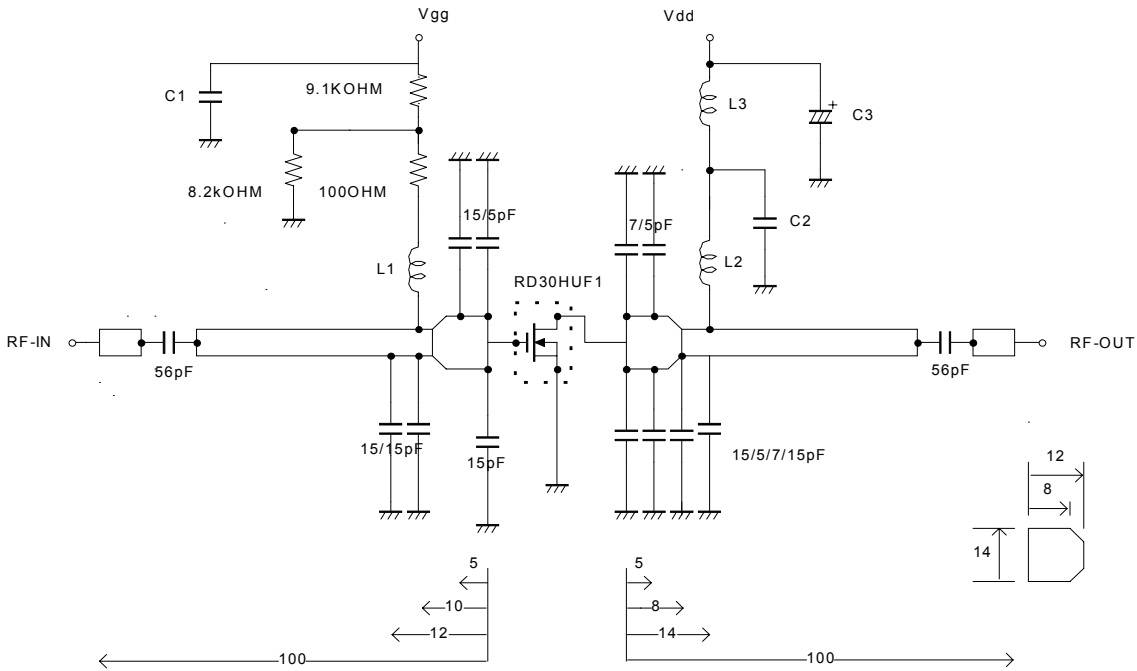 Vgg
Vdd
C1
9.1KOHM
L3
+
C3
8.2kOHM
100OHM
15/5pF
7/5pF
C2
L1
L2
RD30HUF1
RF-IN
RF-OUT
56pF
56pF
15/15pF
15pF
15/5/7/15pF
12
8
14
5
5
10
8
12
14
100
100